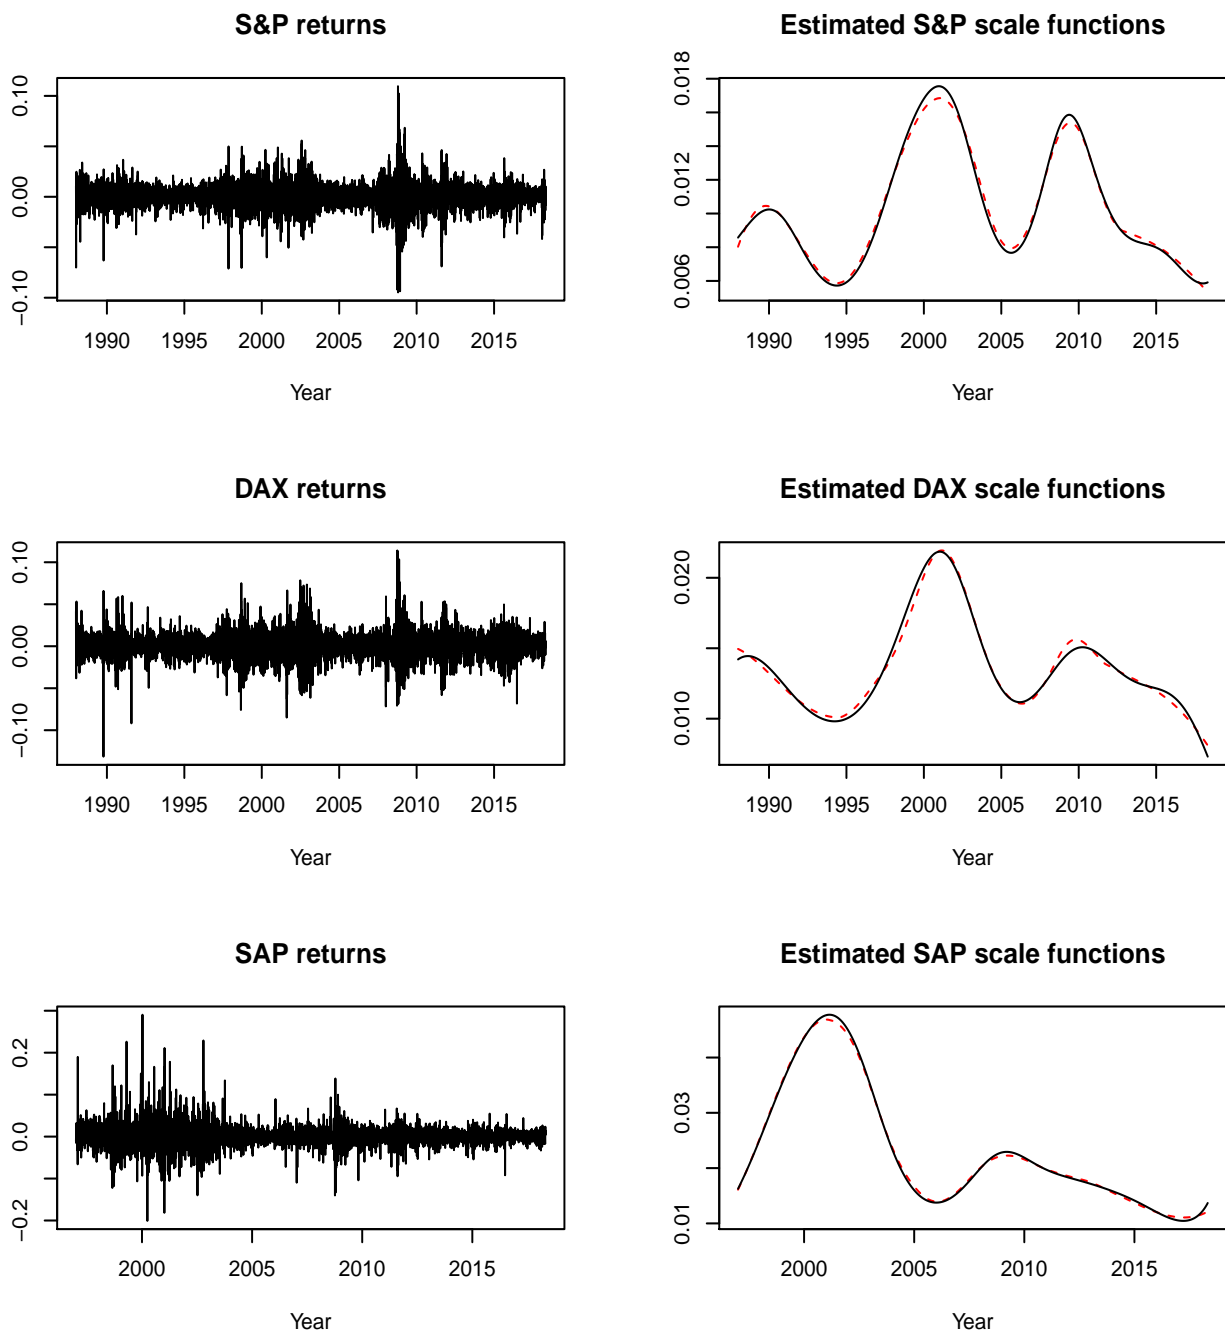 S&P returns
0.10
0.00
−0.10
1990 1995 2000 2005 2010 2015
Year
Estimated S&P scale functions
0.018
0.012
0.006
1990 1995 2000 2005 2010 2015
Year
DAX returns
0.10
0.00
−0.10
1990 1995 2000 2005 2010 2015
Year
Estimated DAX scale functions
0.020
0.010
1990 1995 2000 2005 2010 2015
Year
SAP returns
0.2
0.0
−0.2
2000 2005 2010 2015
Year
Estimated SAP scale functions
0.03
0.01
2000 2005 2010 2015
Year